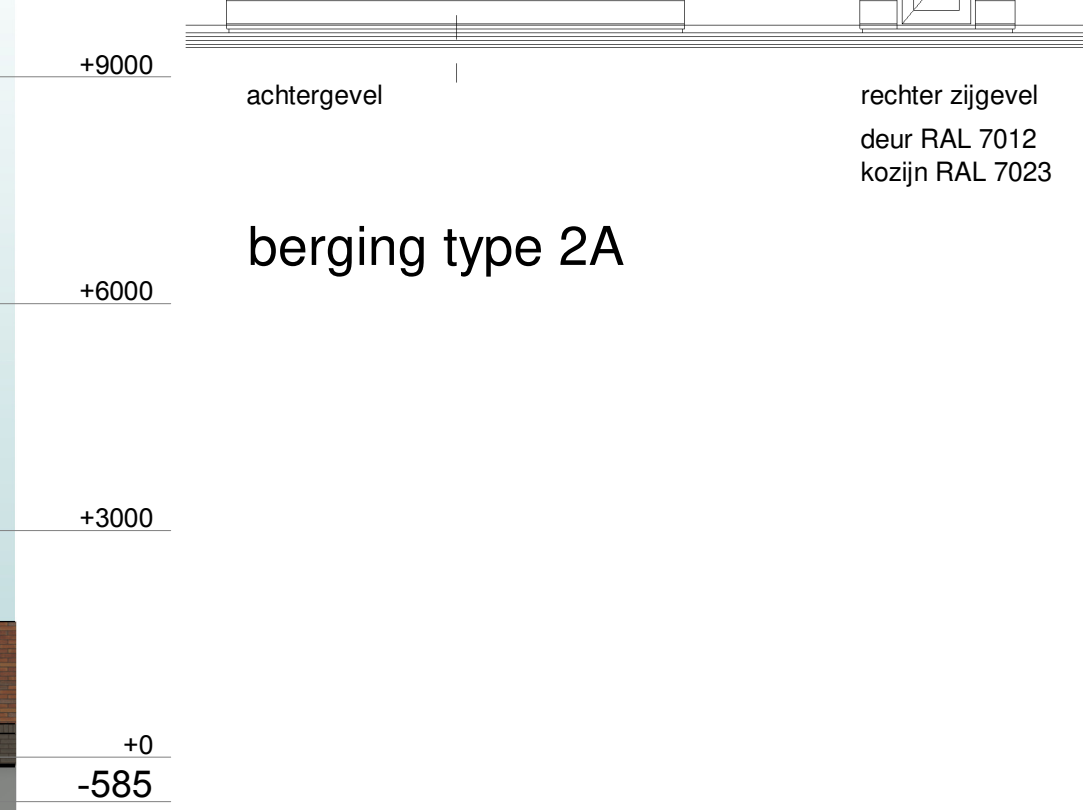 +9000
achtergevel
rechter zijgevel
deur RAL 7012
kozijn RAL 7023
berging type 2A
+6000
+3000
+0
-585